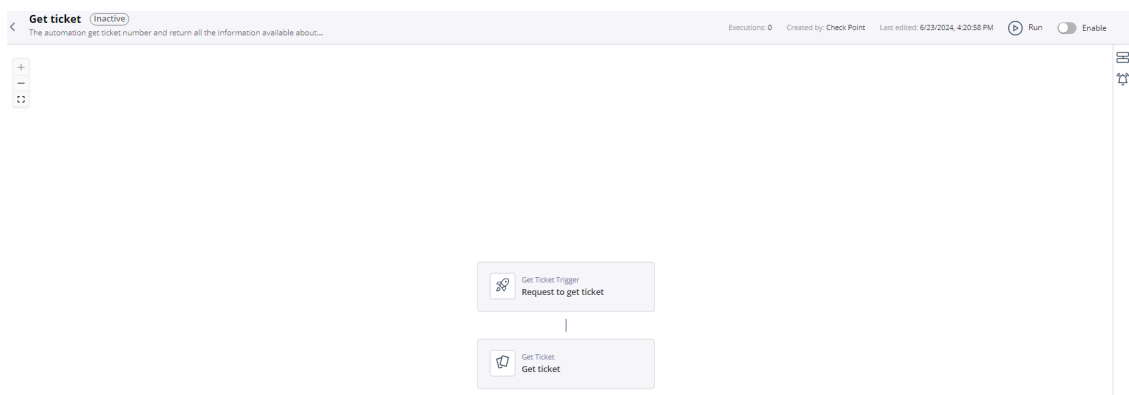 Get ticket (Inactive)
The automation get ticket number and return all the information available about...
Executions: 0 Created by: Check Point Last edited: 6/23/2024, 4:20:58 PM Run Enable
Get Ticket Trigger
Request to get ticket
Get Ticket
Get ticket